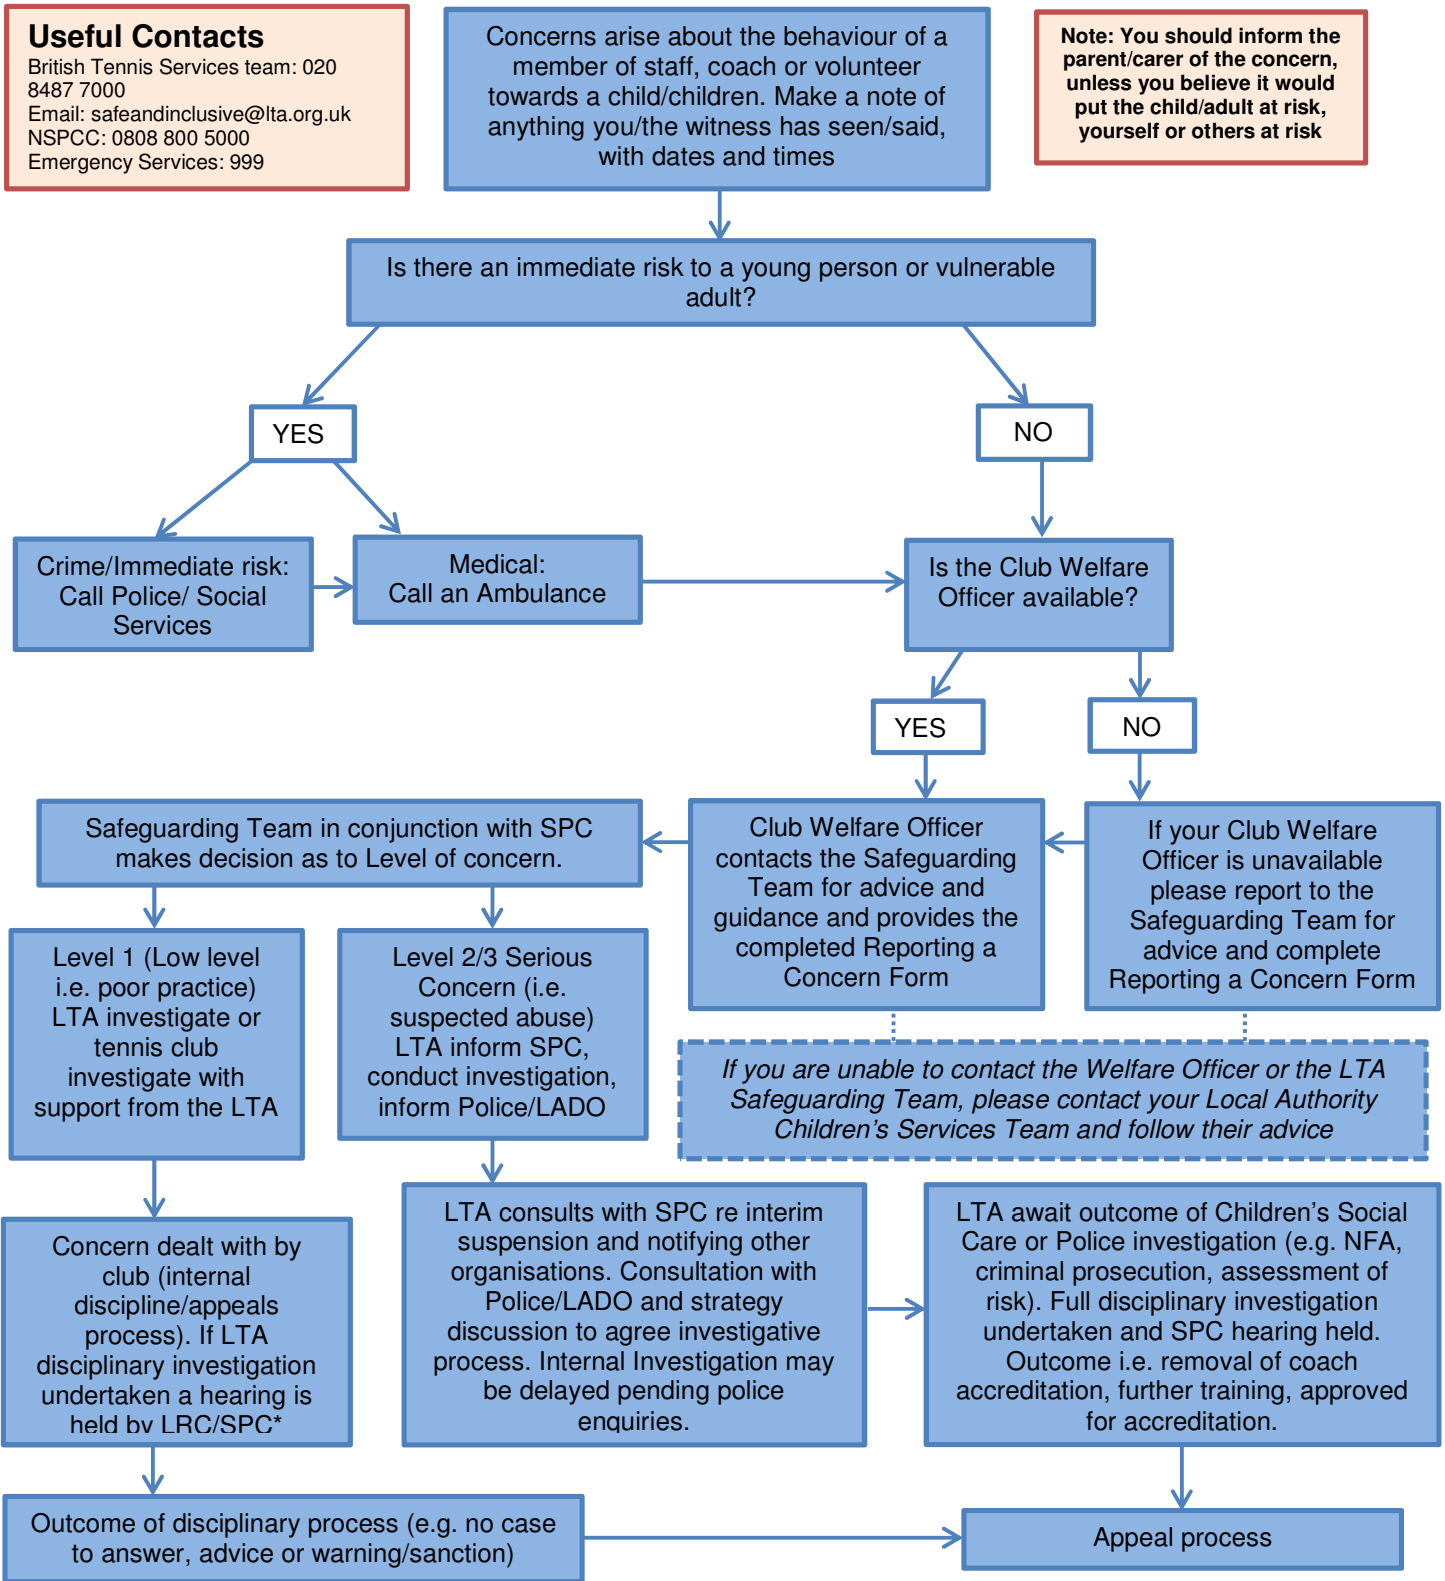 Useful Contacts
British Tennis Services team: 020
8487 7000
Email: safeandinclusive@lta.org.uk
NSPCC: 0808 800 5000
Emergency Services: 999
Concerns arise about the behaviour of a
member of staff, coach or volunteer
towards a child/children. Make a note of
anything you/the witness has seen/said,
with dates and times
Note: You should inform the
parent/carer of the concern,
unless you believe it would
put the child/adult at risk,
yourself or others at risk
Is there an immediate risk to a young person or vulnerable
adult?
YES
NO
Crime/Immediate risk:
Call Police/ Social
Services
Medical:
Call an Ambulance
Is the Club Welfare
Officer available?
YES
NO
Safeguarding Team in conjunction with SPC
makes decision as to Level of concern.
Club Welfare Officer
contacts the Safeguarding
Team for advice and
guidance and provides the
completed Reporting a
Concern Form
If your Club Welfare
Officer is unavailable
please report to the
Safeguarding Team for
advice and complete
Reporting a Concern Form
Level 1 (Low level
i.e. poor practice)
LTA investigate or
tennis club
investigate with
support from the LTA
Level 2/3 Serious
Concern (i.e.
suspected abuse)
LTA inform SPC,
conduct investigation,
inform Police/LADO
If you are unable to contact the Welfare Officer or the LTA
Safeguarding Team, please contact your Local Authority
Children's Services Team and follow their advice
Concern dealt with by
club (internal
discipline/appeals
process). If LTA
disciplinary investigation
undertaken a hearing is
held by LRC/SPC*
LTA consults with SPC re interim
suspension and notifying other
organisations. Consultation with
Police/LADO and strategy
discussion to agree investigative
process. Internal Investigation may
be delayed pending police
enquiries.
LTA await outcome of Children's Social
Care or Police investigation (e.g. NFA,
criminal prosecution, assessment of
risk). Full disciplinary investigation
undertaken and SPC hearing held.
Outcome i.e. removal of coach
accreditation, further training, approved
for accreditation.
Outcome of disciplinary process (e.g. no case
to answer, advice or warning/sanction)
Appeal process